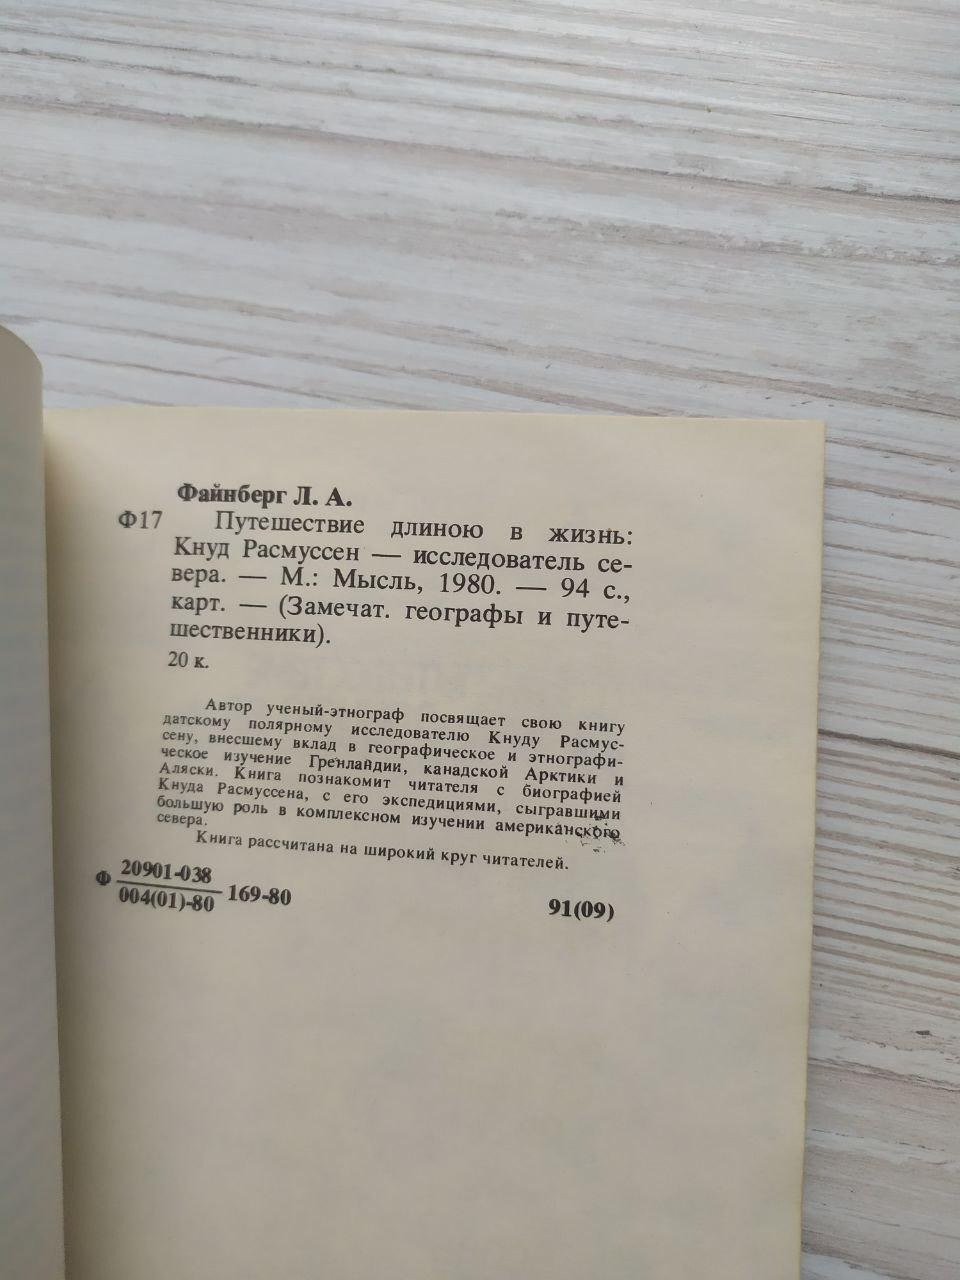 Файнберг Л. А.
Ф17 Путешествие длиною в жизнь:
Кнуд Расмуссен — исследователь се-
вера. — М.: Мысль, 1980. — 94 с.,
карт. — (Замечат. географы и путе-
шественники).
20 к.
Автор ученый-этнограф посвящает свою книгу
датскому полярному исследователю Кнуду Расмус-
сену, внесшему вклад в географическое и этнографи-
ческое изучение Гренландии, канадской Арктики и
Аляски. Книга познакомит читателя с биографией
Кнуда Расмуссена, с его экспедициями, сыгравшими
большую роль в комплексном изучении американского
севера.
Книга рассчитана на широкий круг читателей.
Ф 20901-038
004(01)-80 169-80 91(09)